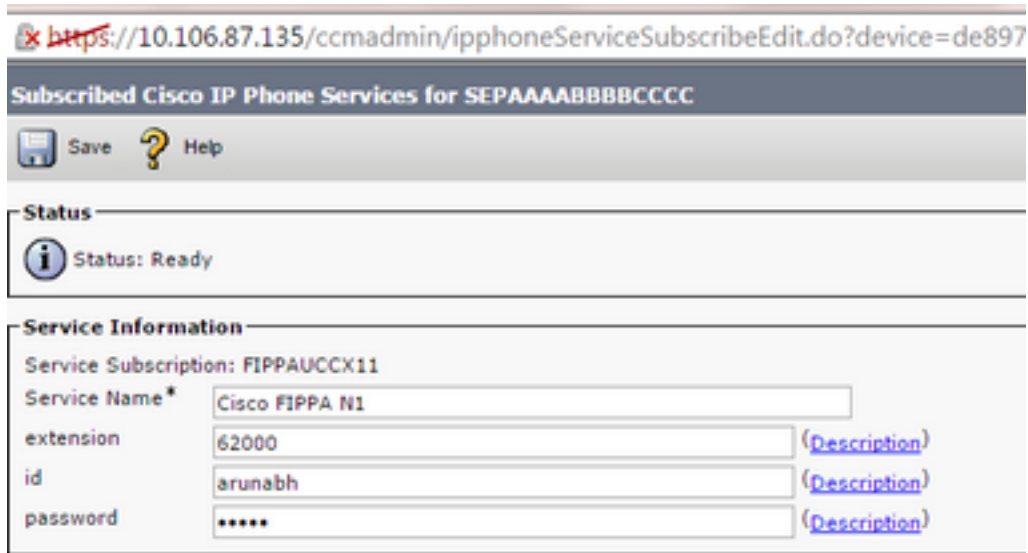 https://10.106.87.135/ccmadmin/ipphoneServiceSubscribeEdit.do?device=de897
Subscribed Cisco IP Phone Services for SEPAAAABBBBCCCC
Save Help
Status
Status: Ready
Service Information
Service Subscription: FIPPAUCCX11
Service Name* Cisco FIPPA N1
extension 62000 (Description)
id arunabh (Description)
password ••••• (Description)